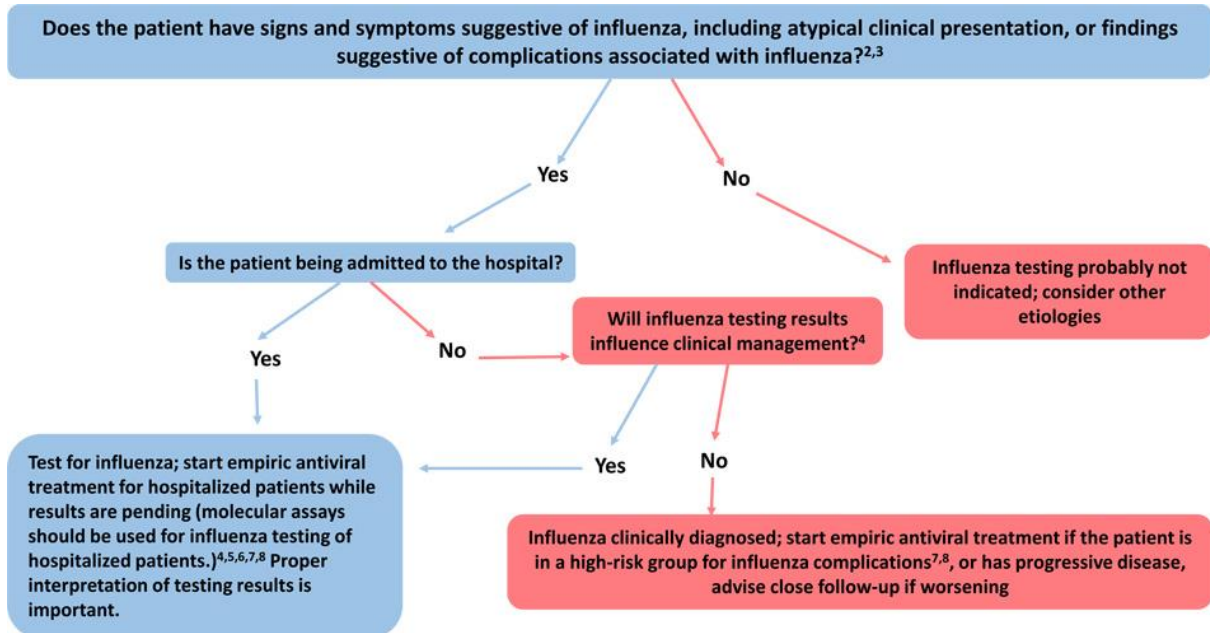 Does the patient have signs and symptoms suggestive of influenza, including atypical clinical presentation, or findings
suggestive of complications associated with influenza?2,3
Yes
No
Is the patient being admitted to the hospital?
Influenza testing probably not
indicated; consider other
etiologies
Will influenza testing results
influence clinical management?4
Yes
No
Test for influenza; start empiric antiviral
treatment for hospitalized patients while
results are pending (molecular assays
should be used for influenza testing of
hospitalized patients.)4,5,6,7,8 Proper
interpretation of testing results is
important.
Yes
No
Influenza clinically diagnosed; start empiric antiviral treatment if the patient is
in a high-risk group for influenza complications7,8, or has progressive disease,
advise close follow-up if worsening